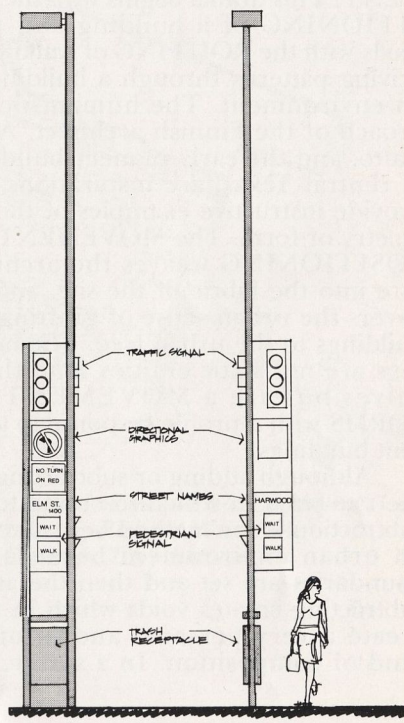 TRAFFIC SIGNAL
DIRECTIONAL
GRAPHICS
NO TURN
ON RED
STREET NAMES
ELM ST.
1400
HARWOOD
WAIT
WALK
PEDESTRIAN
SIGNAL
WAIT
WALK
TRASH
RECEPTACLE